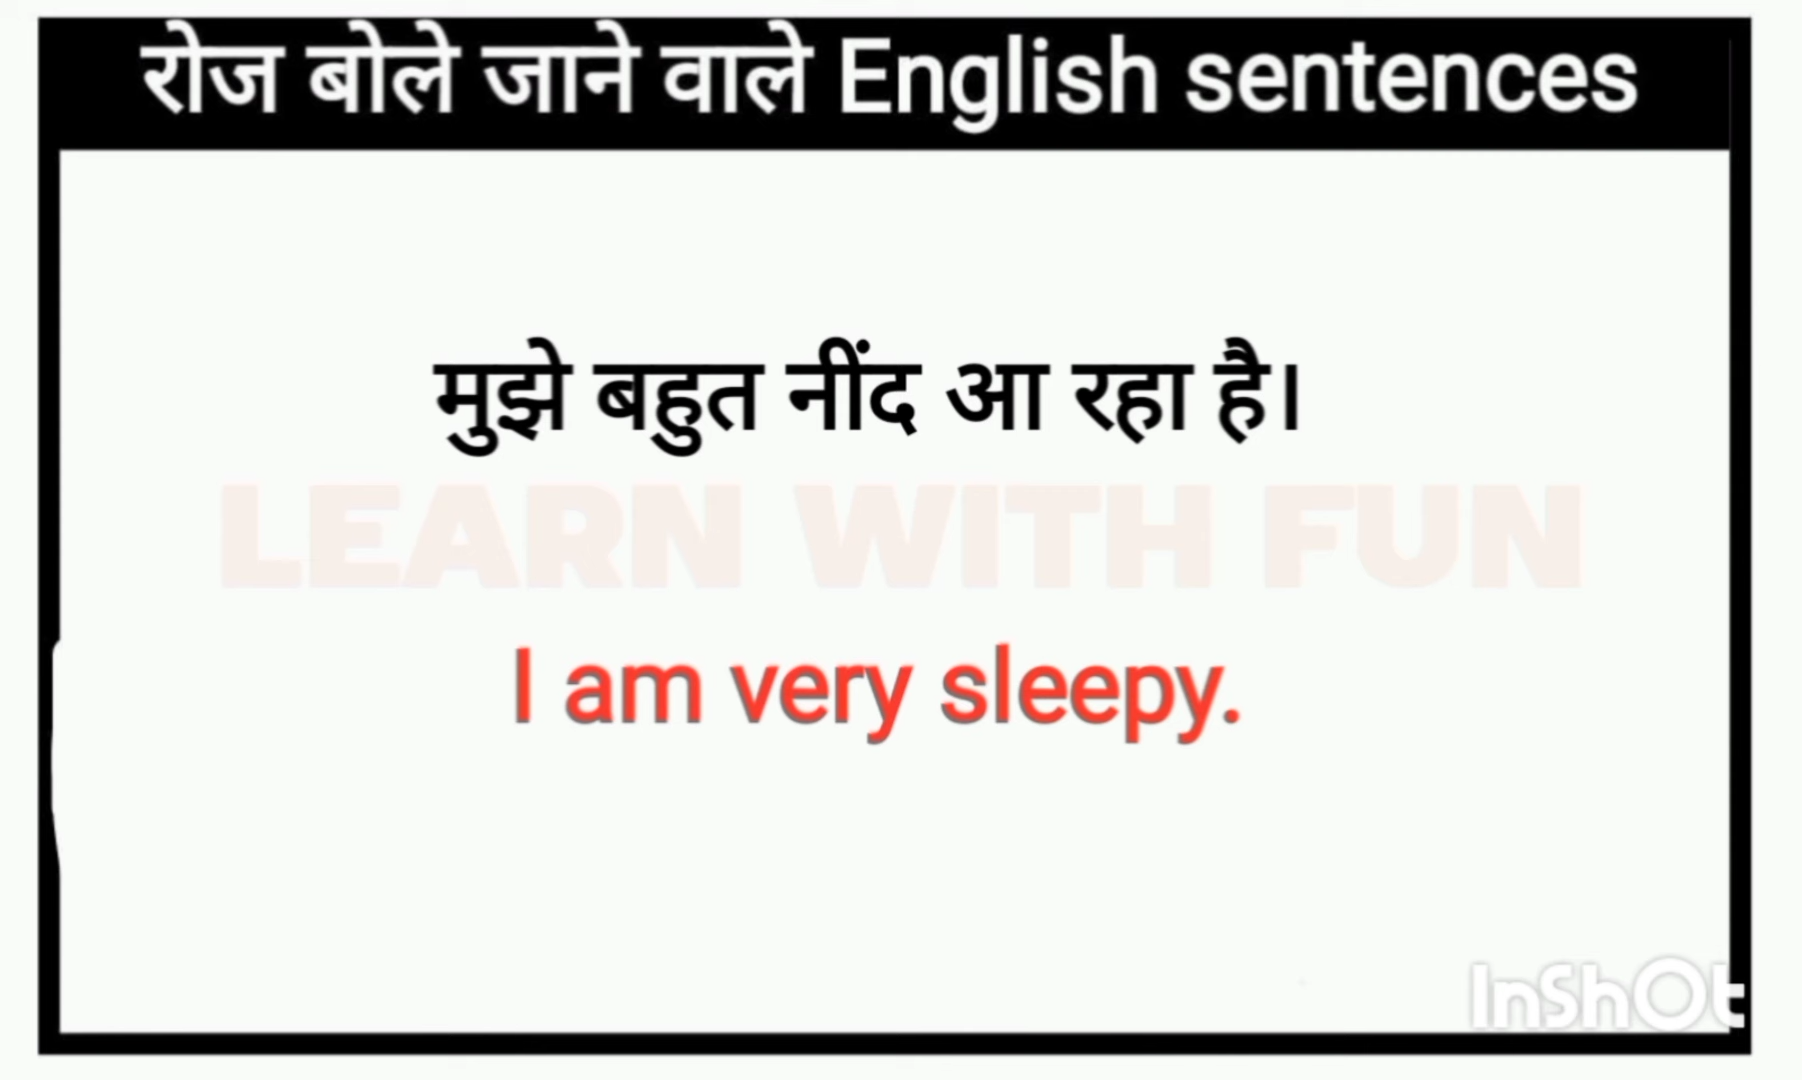 रोज बोले जाने वाले English sentences
मुझे बहुत नींद आ रहा है।
LEARN WITH FUN
I am very sleepy.
InShOt